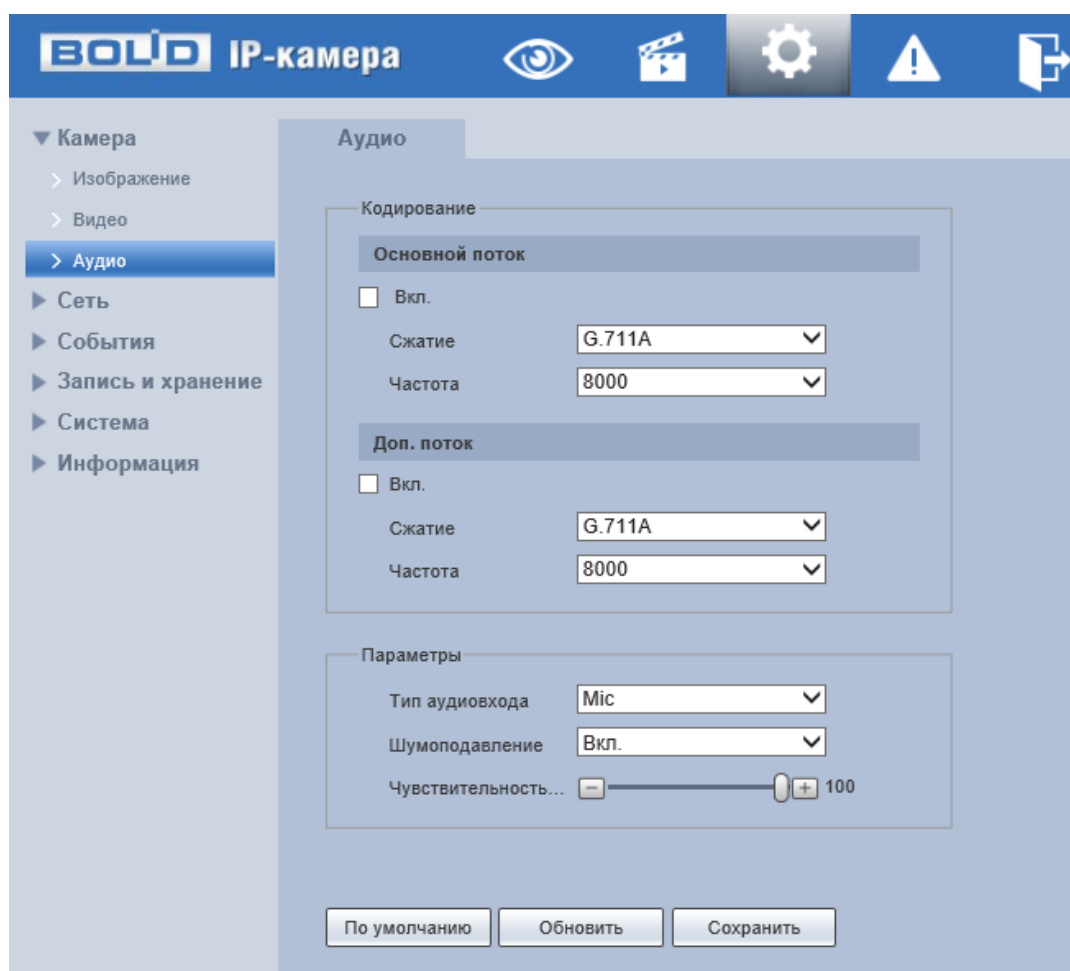 BOLID IP-камера
Камера
Изображение
Видео
Аудио
Сеть
События
Запись и хранение
Система
Информация
Аудио
Кодирование
Основной поток
Вкл.
Сжатие G.711A
Частота 8000
Доп. поток
Вкл.
Сжатие G.711A
Частота 8000
Параметры
Тип аудиовхода Mic
Шумоподавление Вкл.
Чувствительность... 100
По умолчанию Обновить Сохранить